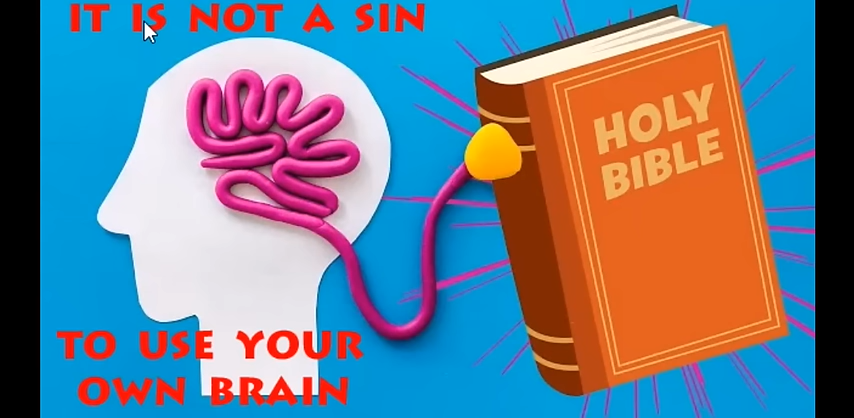 IT IS NOT A SIN
HOLY
BIBLE
TO USE YOUR
OWN BRAIN